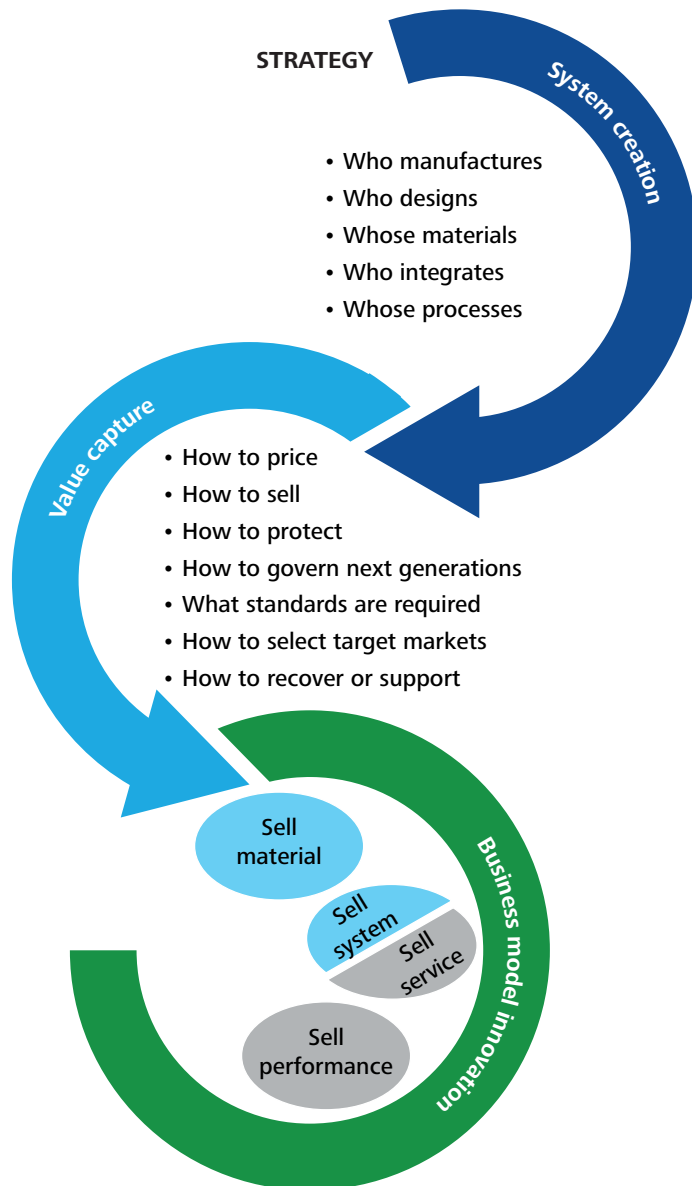 STRATEGY
System creation
• Who manufactures
• Who designs
• Whose materials
• Who integrates
• Whose processes
Value capture
• How to price
• How to sell
• How to protect
• How to govern next generations
• What standards are required
• How to select target markets
• How to recover or support
Business model innovation
Sell
material
Sell
system
Sell
service
Sell
performance